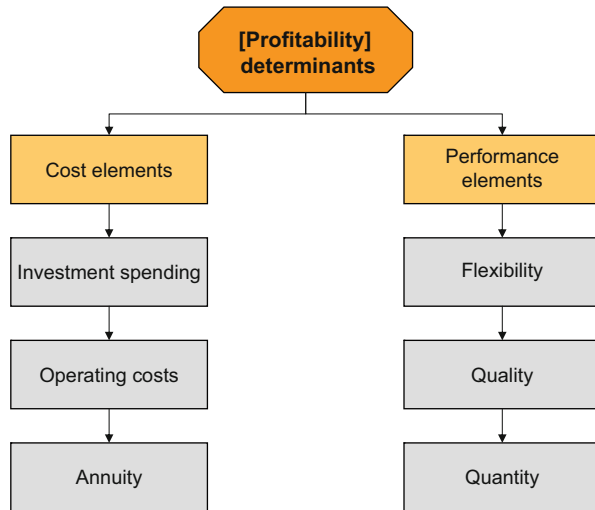 [Profitability]
determinants
Cost elements
Performance
elements
Investment spending
Flexibility
Operating costs
Quality
Annuity
Quantity